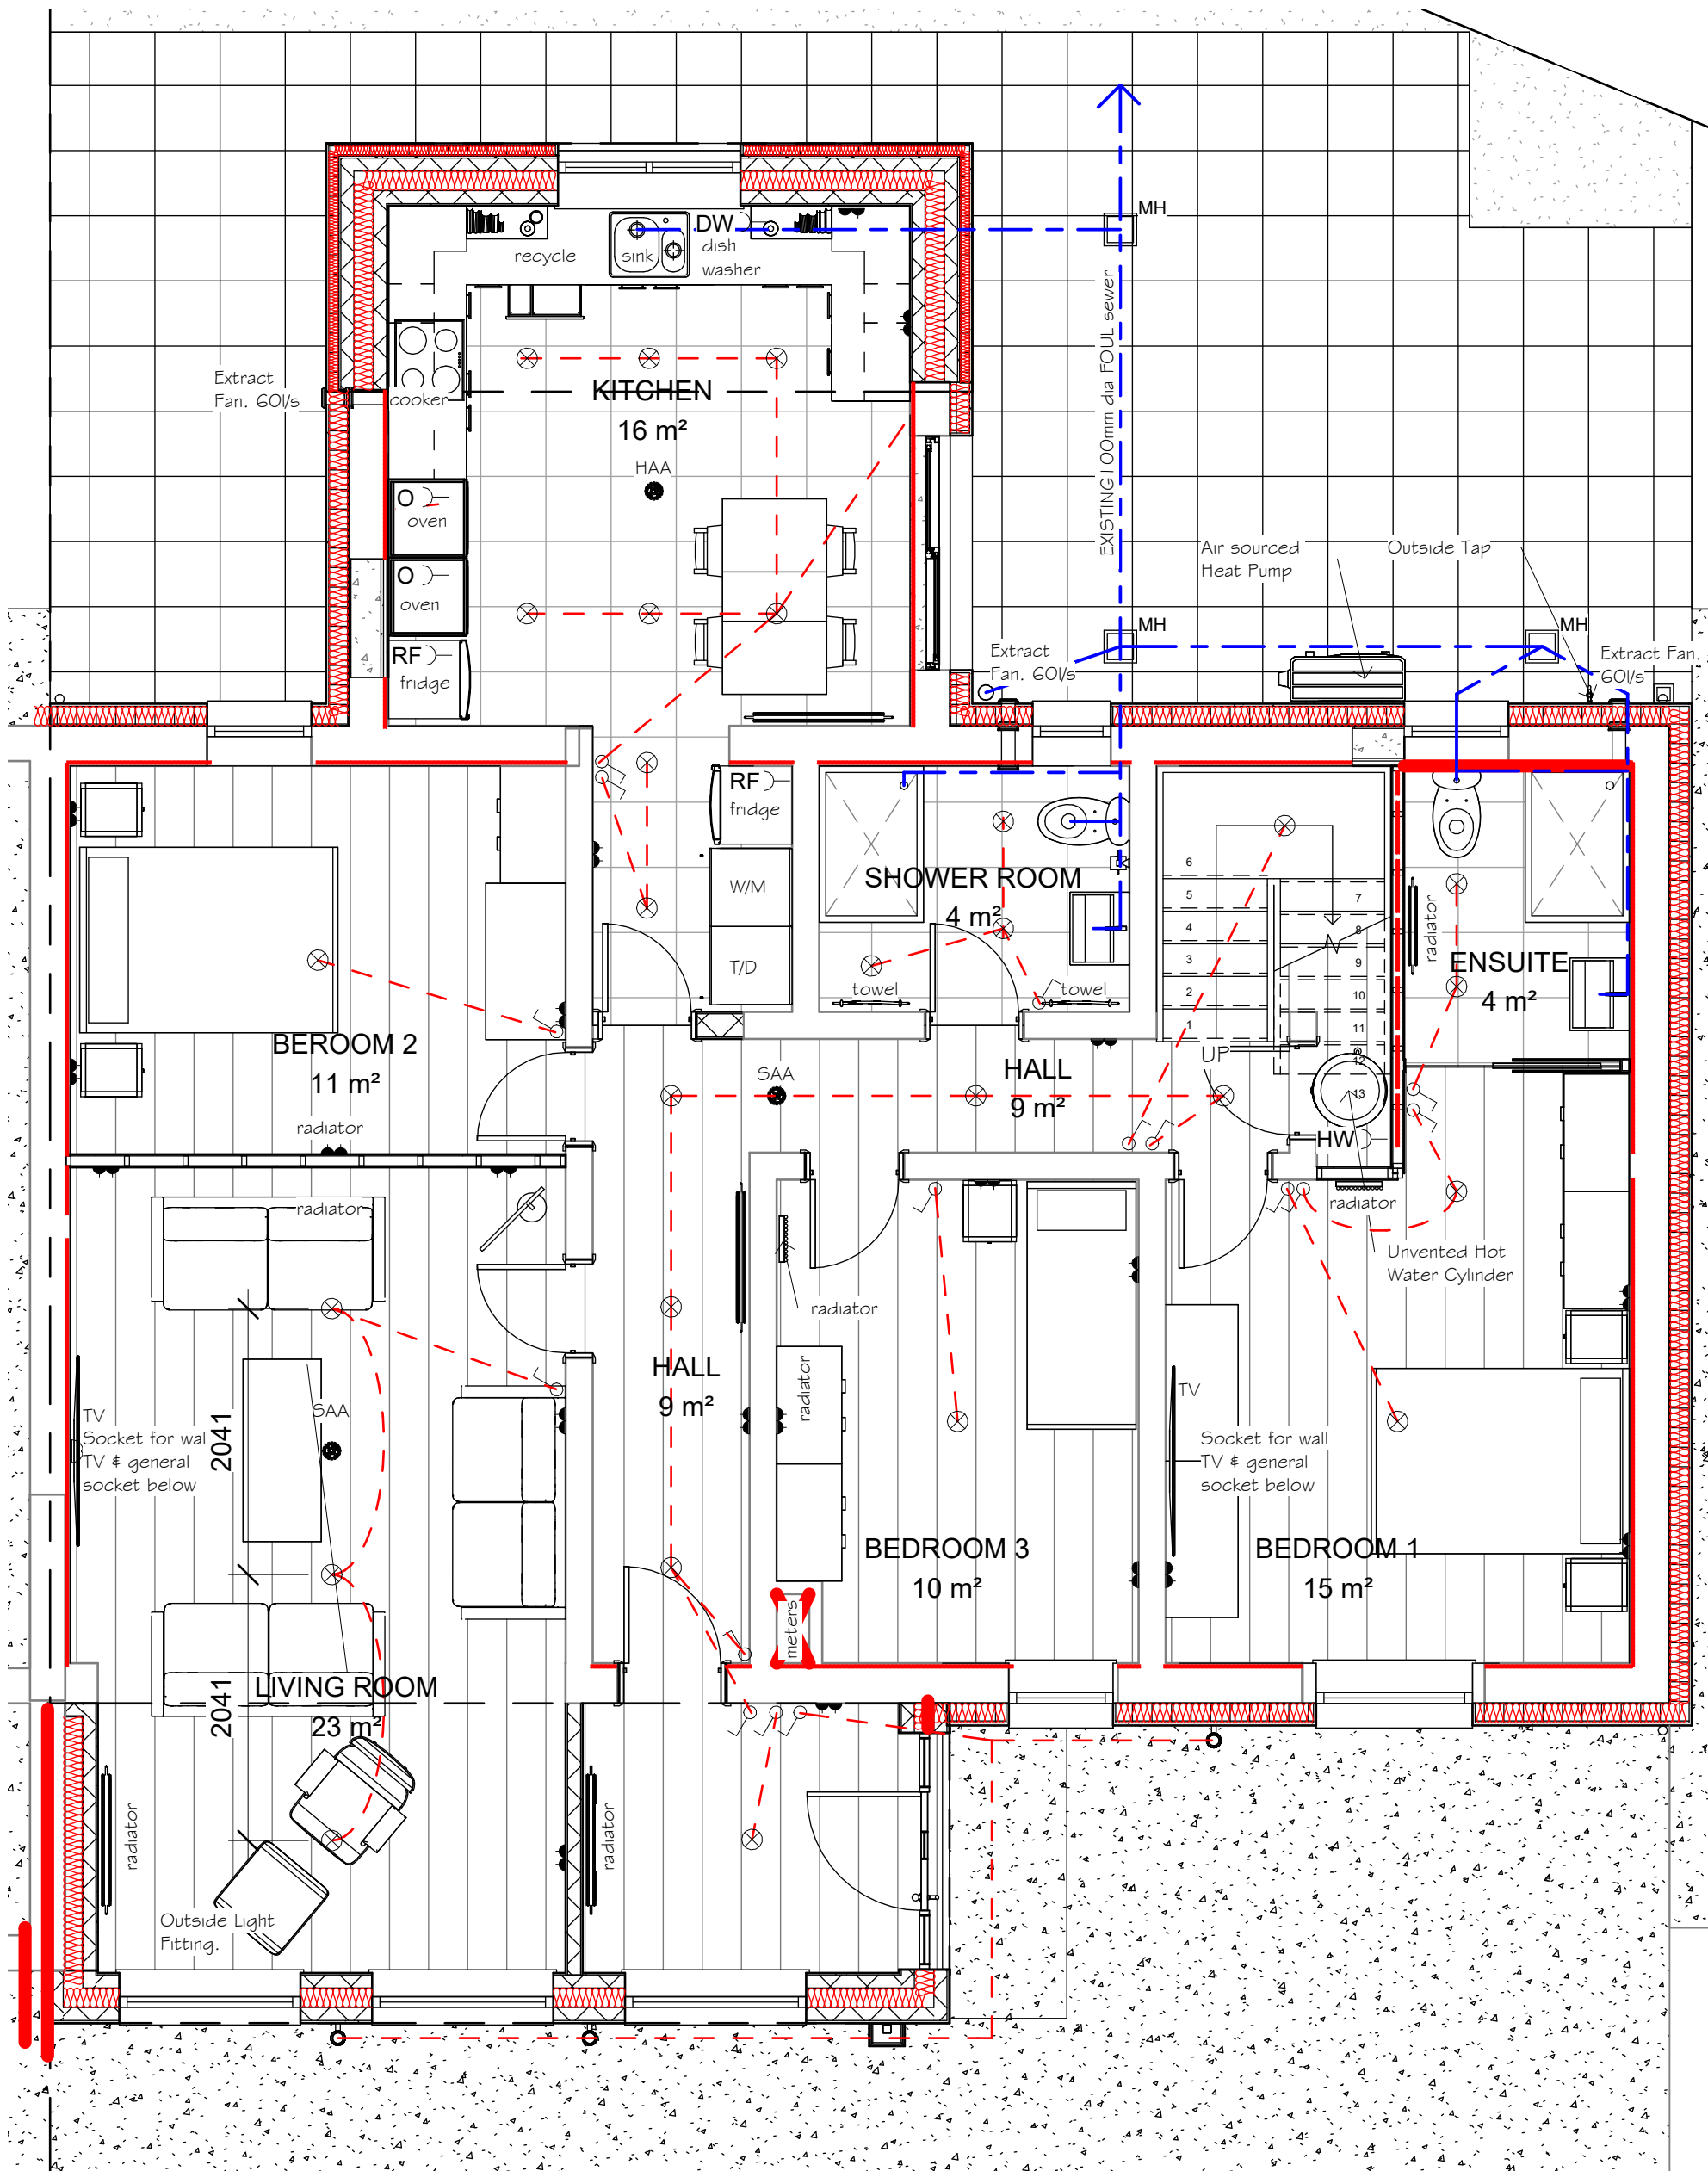 MH
DW
recycle
sink
dish
washer
EXISTING 100mm dia FOUL sewer
Extract
Fan. 60l/s
cooker
KITCHEN
16 m²
HAA
O
oven
O
oven
Air sourced
Heat Pump
Outside Tap
MH
MH
RF
fridge
Extract
Fan. 60l/s
Extract Fan.
60l/s
RF
fridge
W/M
T/D
SHOWER ROOM
4 m²
towel
towel
6
5
4
3
2
1
7
8
9
10
11
12
13
UP
radiator
ENSUITE
4 m²
BEROOM 2
11 m²
radiator
SAA
HALL
9 m²
HW
radiator
radiator
Unvented Hot
Water Cylinder
radiator
radiator
HALL
9 m²
TV
Socket for wal
TV & general
socket below
2041
SAA
TV
Socket for wall
TV & general
socket below
BEDROOM 3
10 m²
BEDROOM 1
15 m²
meters
LIVING ROOM
23 m²
2041
radiator
radiator
Outside Light
Fitting.